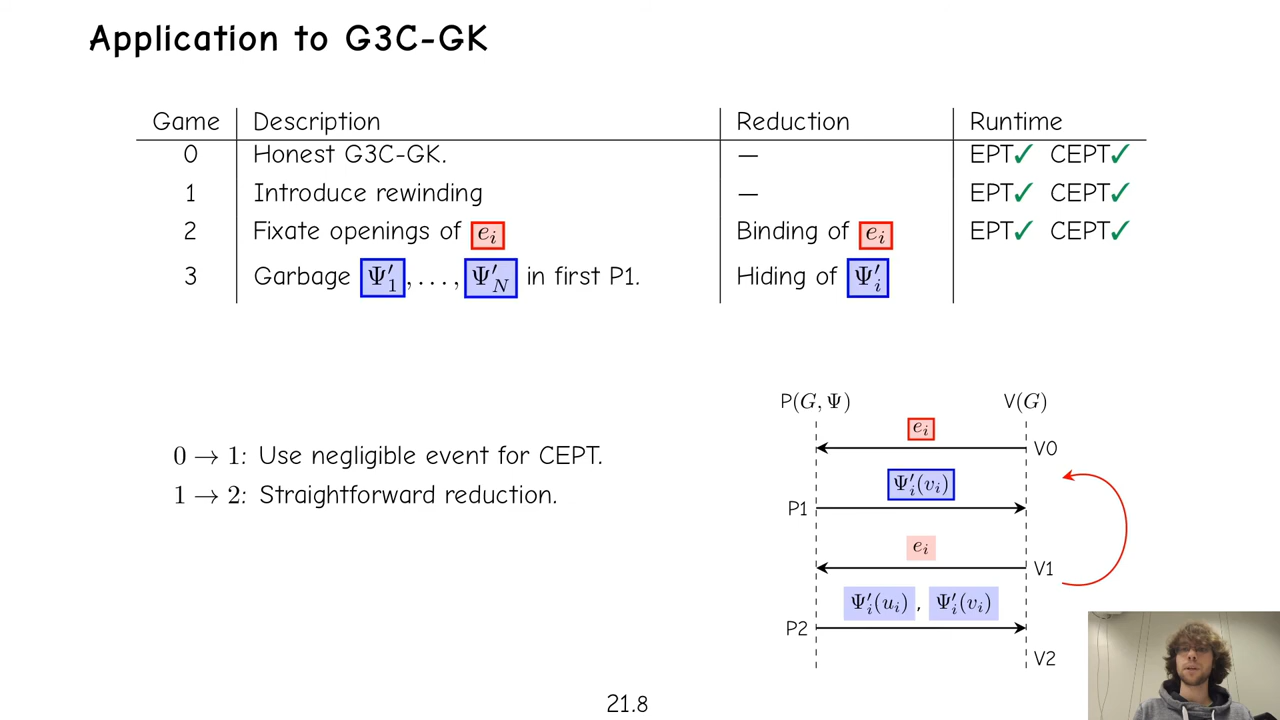 Application to G3C-GK
Game Description Reduction Runtime
0 Honest G3C-GK. — EPT✓ CEPT✓
1 Introduce rewinding — EPT✓ CEPT✓
2 Fixate openings of e_i Binding of e_i EPT✓ CEPT✓
3 Garbage Ψ′_1, . . . , Ψ′_N in first P1. Hiding of Ψ′_i
0 → 1: Use negligible event for CEPT.
1 → 2: Straightforward reduction.
P(G, Ψ) V(G)
e_i
V0
Ψ′_i(v_i)
P1
e_i
V1
Ψ′_i(u_i), Ψ′_i(v_i)
P2
V2
21.8